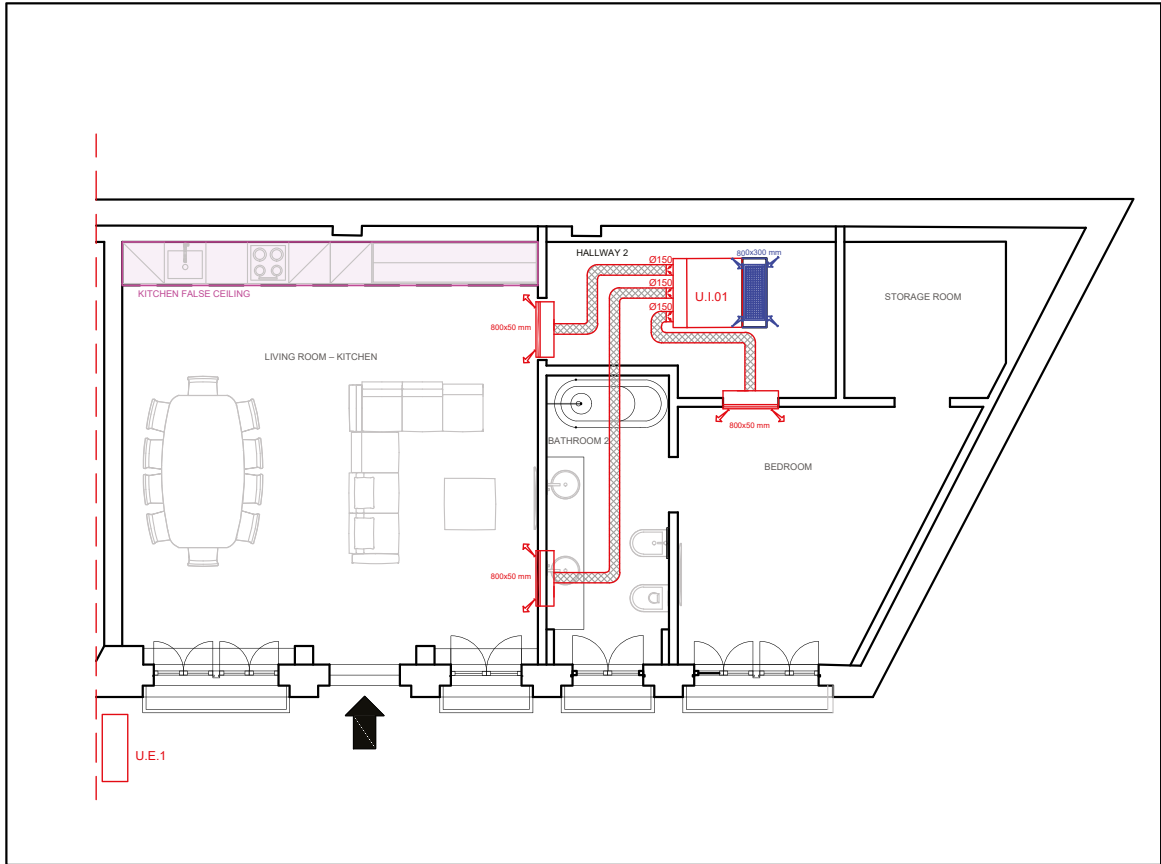 HALLWAY 2
800x300 mm
Ø150
Ø150
Ø150
U.I.01
KITCHEN FALSE CEILING
STORAGE ROOM
800x50 mm
LIVING ROOM – KITCHEN
800x50 mm
BATHROOM 2
BEDROOM
800x50 mm
U.E.1